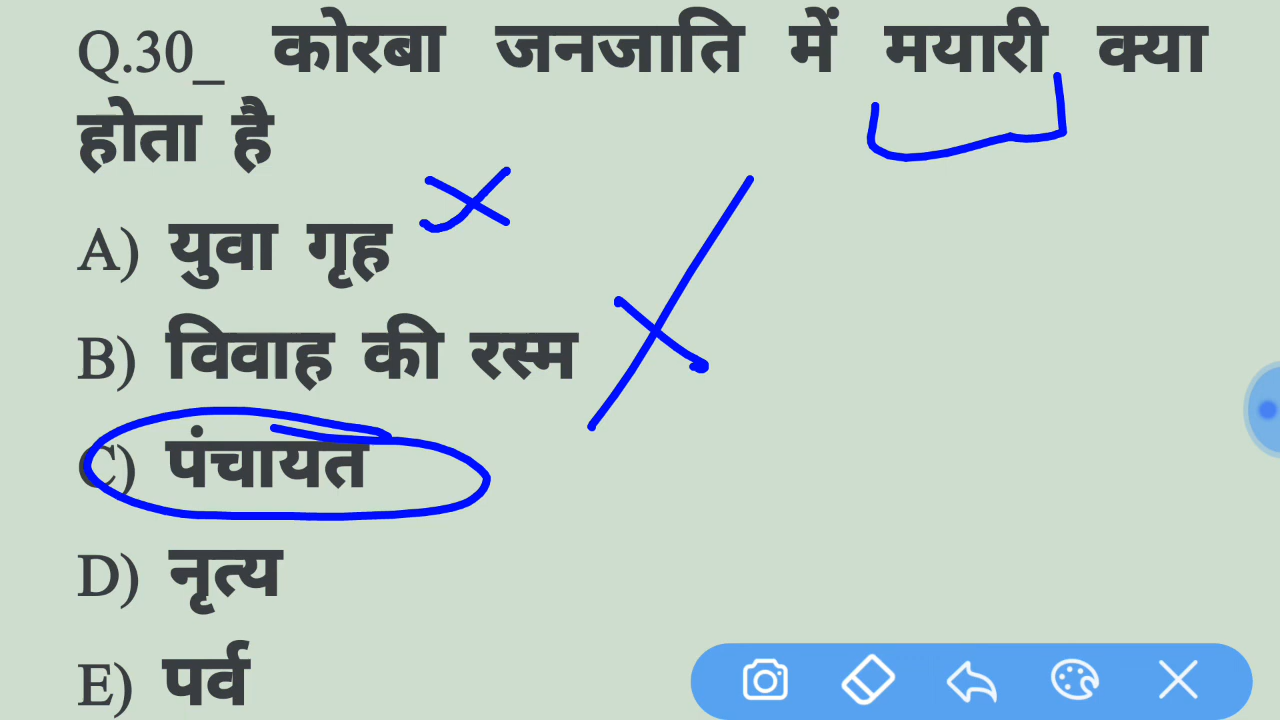 Q.30_ कोरबा जनजाति में मयारी क्या
होता है
A) युवा गृह
B) विवाह की रस्म
C) पंचायत
D) नृत्य
E) पर्व